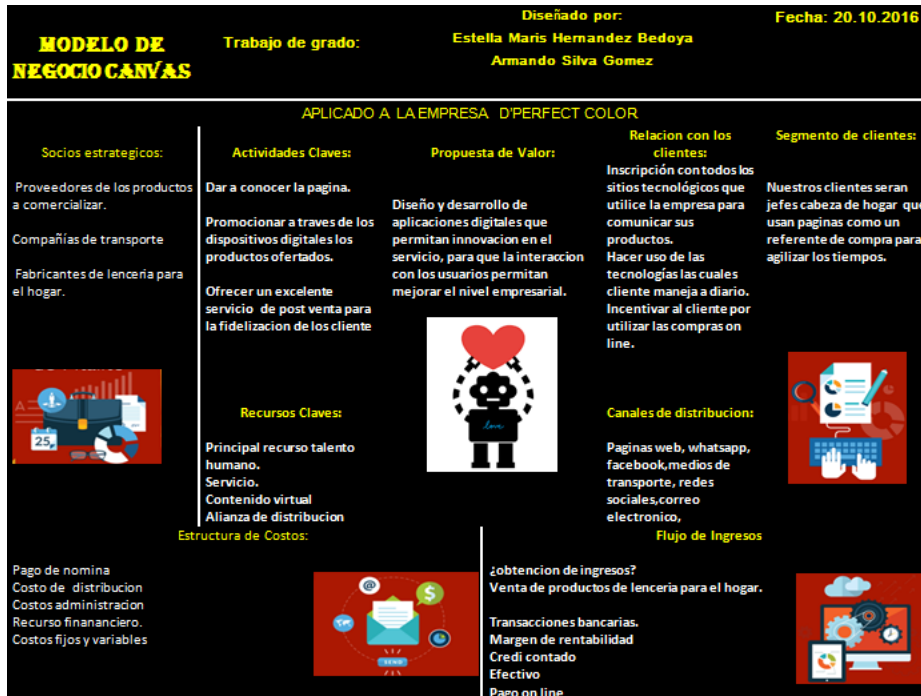 MODELO DE
NEGOCIO CANVAS
Trabajo de grado:
Diseñado por:
Estella Maris Hernandez Bedoya
Armando Silva Gomez
Fecha: 20.10.2016
APLICADO A LA EMPRESA D'PERFECT COLOR
Socios estrategicos:
Proveedores de los productos
a comercializar.
Compañías de transporte
Fabricantes de lenceria para
el hogar.
25
Actividades Claves:
Dar a conocer la pagina.
Promocionar a traves de los
dispositivos digitales los
productos ofertados.
Ofrecer un excelente
servicio de post venta para
la fidelizacion de los cliente
Recursos Claves:
Principal recurso talento
humano.
Servicio.
Contenido virtual
Alianza de distribucion
Propuesta de Valor:
Diseño y desarrollo de
aplicaciones digitales que
permitan innovacion en el
servicio, para que la interaccion
con los usuarios permitan
mejorar el nivel empresarial.
love
Relacion con los
clientes:
Inscripción con todos los
sitios tecnológicos que
utilice la empresa para
comunicar sus
productos.
Hacer uso de las
tecnologías las cuales
cliente maneja a diario.
Incentivar al cliente por
utilizar las compras on
line.
Canales de distribucion:
Paginas web, whatsapp,
facebook,medios de
transporte, redes
sociales,correo
electronico,
Segmento de clientes:
Nuestros clientes seran
jefes cabeza de hogar que
usan paginas como un
referente de compra para
agilizar los tiempos.
Estructura de Costos:
Pago de nomina
Costo de distribucion
Costos administracion
Recurso finananciero.
Costos fijos y variables
@
$
SEND
Flujo de Ingresos
¿obtencion de ingresos?
Venta de productos de lenceria para el hogar.
Transacciones bancarias.
Margen de rentabilidad
Credi contado
Efectivo
Pago on line